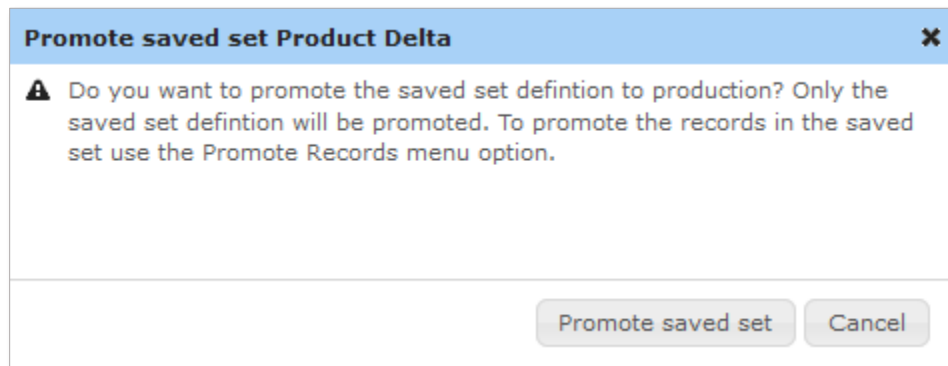 Promote saved set Product Delta
Do you want to promote the saved set defintion to production? Only the
saved set defintion will be promoted. To promote the records in the saved
set use the Promote Records menu option.
Promote saved set
Cancel